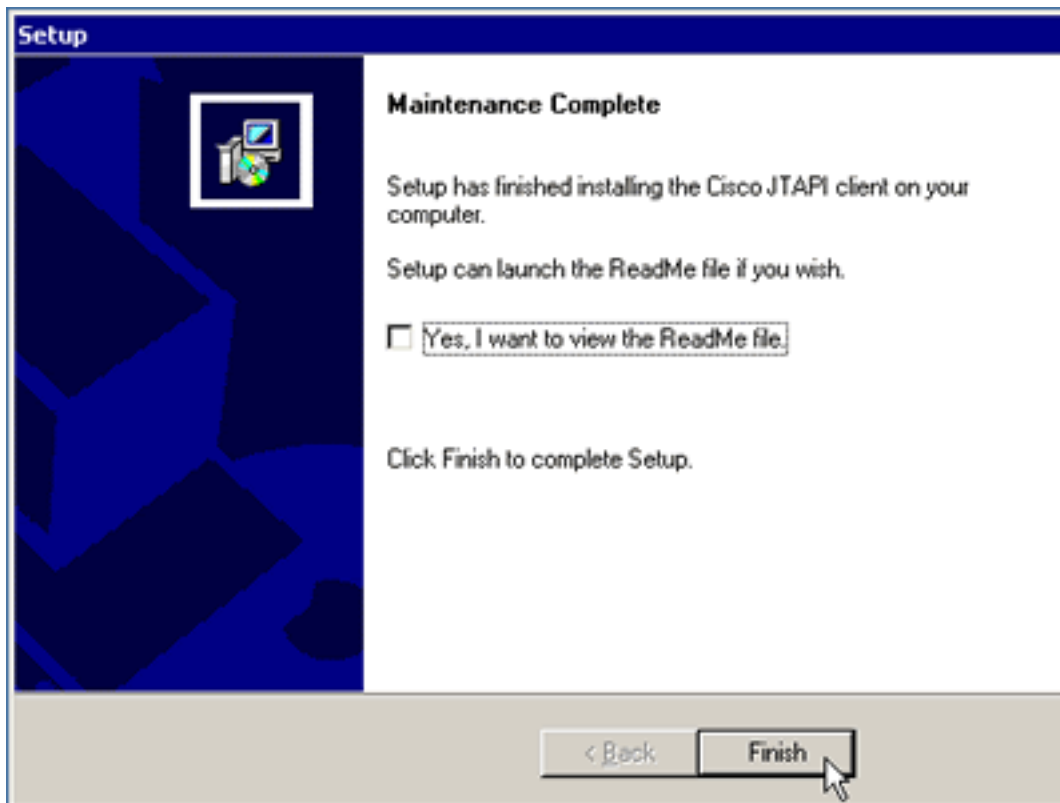 Setup
Maintenance Complete
Setup has finished installing the Cisco JTAPI client on your
computer.
Setup can launch the ReadMe file if you wish.
Yes, I want to view the ReadMe file.
Click Finish to complete Setup.
< Back
Finish